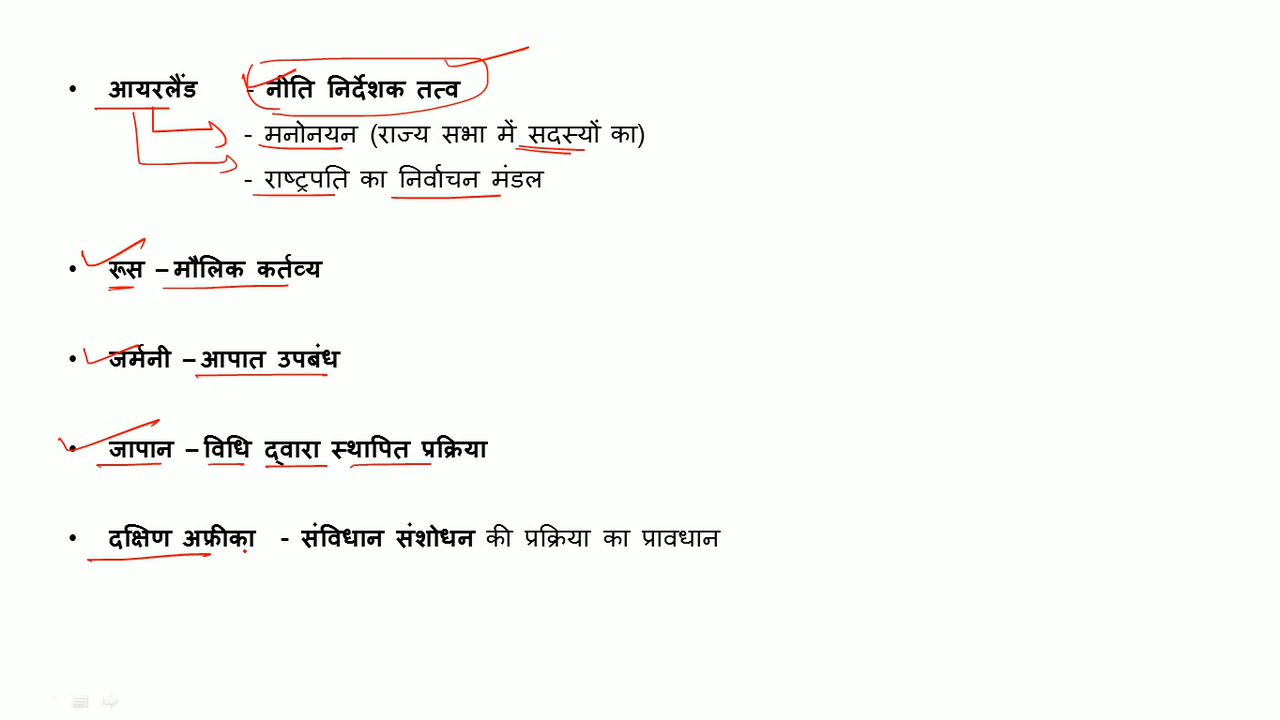 • आयरलैंड - नीति निर्देशक तत्व
- मनोनयन (राज्य सभा में सदस्यों का)
- राष्ट्रपति का निर्वाचन मंडल
• रूस – मौलिक कर्तव्य
• जर्मनी – आपात उपबंध
• जापान – विधि द्वारा स्थापित प्रक्रिया
• दक्षिण अफ्रीका - संविधान संशोधन की प्रक्रिया का प्रावधान